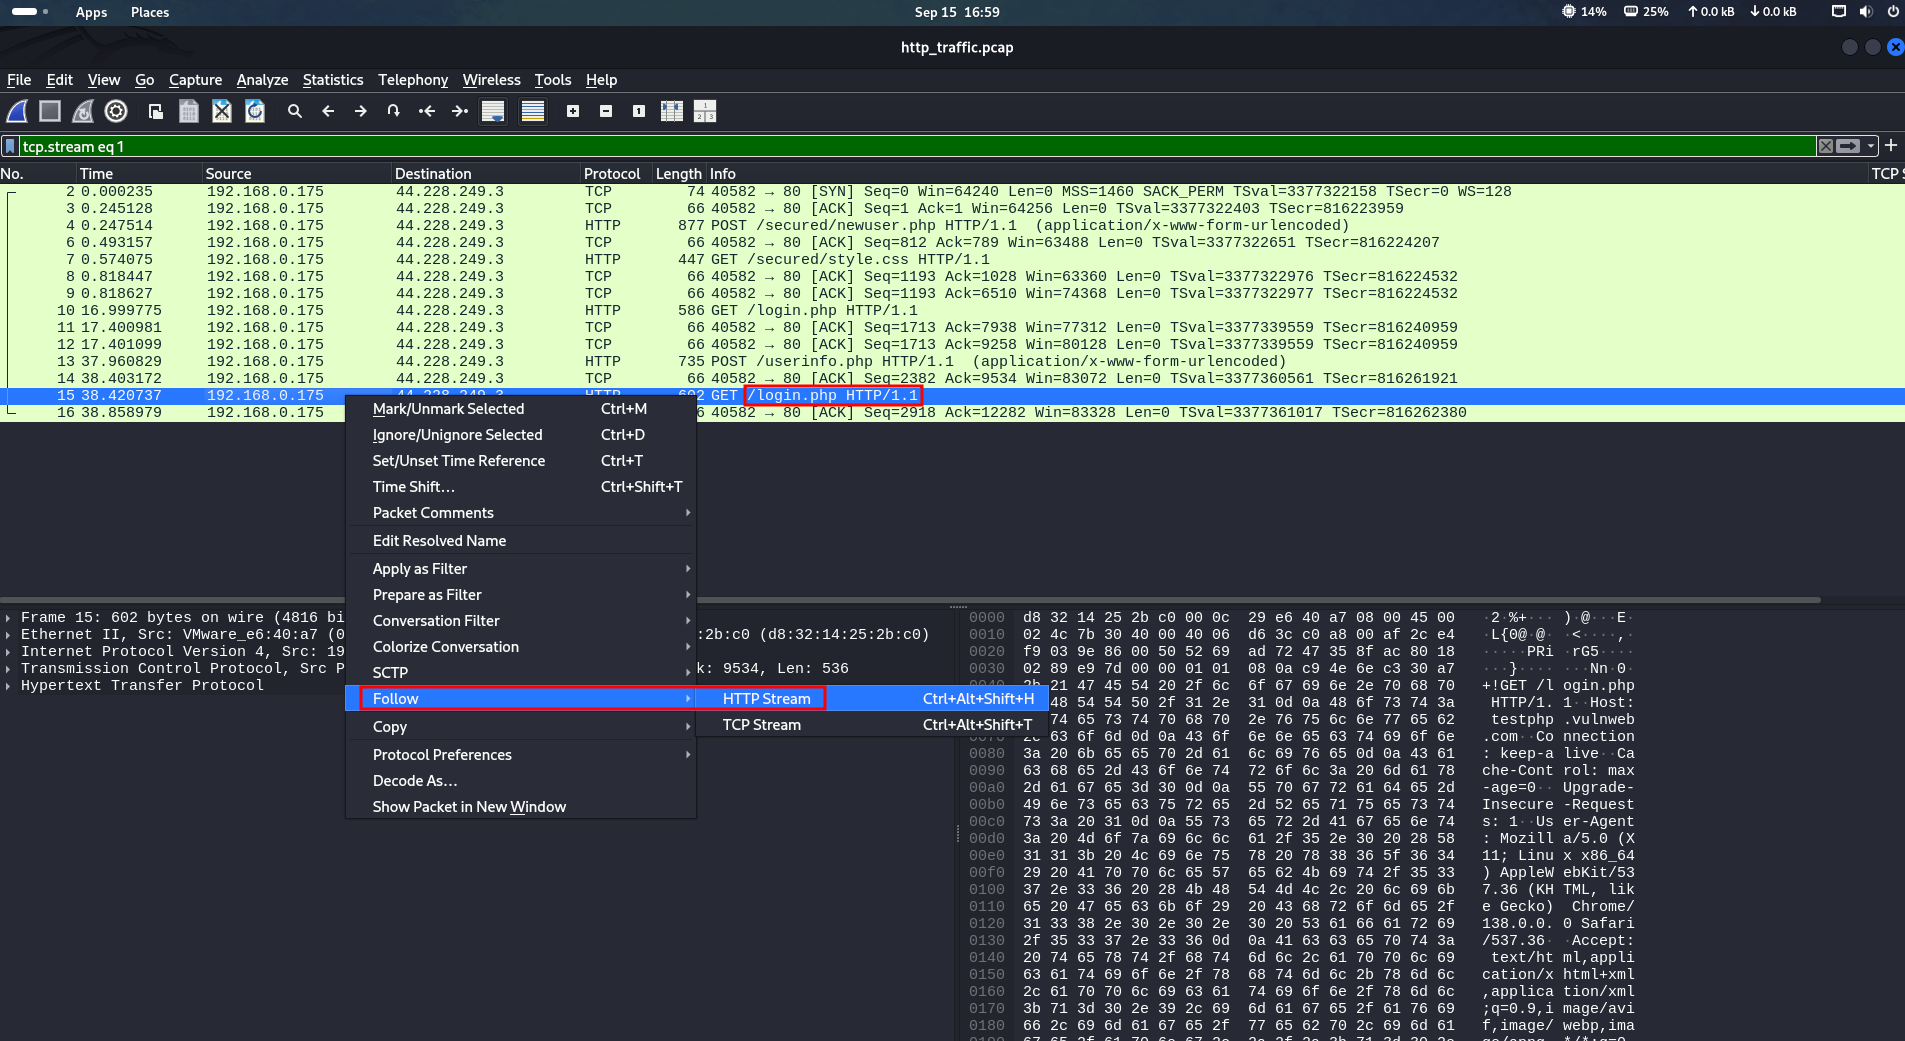 Apps Places Sep 15 16:59 14% 25% 0.0 kB 0.0 kB
http_traffic.pcap
File Edit View Go Capture Analyze Statistics Telephony Wireless Tools Help
tcp.stream eq 1
No. Time Source Destination Protocol Length Info TCP S
2 0.000235 192.168.0.175 44.228.249.3 TCP 74 40582 → 80 [SYN] Seq=0 Win=64240 Len=0 MSS=1460 SACK_PERM TSval=3377322158 TSecr=0 WS=128
3 0.245128 192.168.0.175 44.228.249.3 TCP 66 40582 → 80 [ACK] Seq=1 Ack=1 Win=64256 Len=0 TSval=3377322403 TSecr=816223959
4 0.247514 192.168.0.175 44.228.249.3 HTTP 877 POST /secured/newuser.php HTTP/1.1 (application/x-www-form-urlencoded)
6 0.493157 192.168.0.175 44.228.249.3 TCP 66 40582 → 80 [ACK] Seq=812 Ack=789 Win=63488 Len=0 TSval=3377322651 TSecr=816224207
7 0.574075 192.168.0.175 44.228.249.3 HTTP 447 GET /secured/style.css HTTP/1.1
8 0.818447 192.168.0.175 44.228.249.3 TCP 66 40582 → 80 [ACK] Seq=1193 Ack=1028 Win=63360 Len=0 TSval=3377322976 TSecr=816224532
9 0.818627 192.168.0.175 44.228.249.3 TCP 66 40582 → 80 [ACK] Seq=1193 Ack=6510 Win=74368 Len=0 TSval=3377322977 TSecr=816224532
10 16.999775 192.168.0.175 44.228.249.3 HTTP 586 GET /login.php HTTP/1.1
11 17.400981 192.168.0.175 44.228.249.3 TCP 66 40582 → 80 [ACK] Seq=1713 Ack=7938 Win=77312 Len=0 TSval=3377339559 TSecr=816240959
12 17.401099 192.168.0.175 44.228.249.3 TCP 66 40582 → 80 [ACK] Seq=1713 Ack=9258 Win=80128 Len=0 TSval=3377339559 TSecr=816240959
13 37.960829 192.168.0.175 44.228.249.3 HTTP 735 POST /userinfo.php HTTP/1.1 (application/x-www-form-urlencoded)
14 38.403172 192.168.0.175 44.228.249.3 TCP 66 40582 → 80 [ACK] Seq=2382 Ack=9534 Win=83072 Len=0 TSval=3377360561 TSecr=816261921
15 38.420737 192.168.0.175 44.228.249.3 HTTP 602 GET /login.php HTTP/1.1
16 38.858979 192.168.0.175 6 40582 → 80 [ACK] Seq=2918 Ack=12282 Win=83328 Len=0 TSval=3377361017 TSecr=816262380
Mark/Unmark Selected Ctrl+M
Ignore/Unignore Selected Ctrl+D
Set/Unset Time Reference Ctrl+T
Time Shift… Ctrl+Shift+T
Packet Comments
Edit Resolved Name
Apply as Filter
Prepare as Filter
Conversation Filter
Colorize Conversation
SCTP
Follow
Copy
Protocol Preferences
Decode As…
Show Packet in New Window
HTTP Stream Ctrl+Alt+Shift+H
TCP Stream Ctrl+Alt+Shift+T
Frame 15: 602 bytes on wire (4816 bi
Ethernet II, Src: VMware_e6:40:a7 (0 :2b:c0 (d8:32:14:25:2b:c0)
Internet Protocol Version 4, Src: 19
Transmission Control Protocol, Src P k: 9534, Len: 536
Hypertext Transfer Protocol
0000 d8 32 14 25 2b c0 00 0c 29 e6 40 a7 08 00 45 00 ·2·%+··· )·@···E·
0010 02 4c 7b 30 40 00 40 06 d6 3c c0 a8 00 af 2c e4 ·L{0@·@· ·<····,·
0020 f9 03 9e 86 00 50 52 69 ad 72 47 35 8f ac 80 18 ·····PRi ·rG5····
0030 02 89 e9 7d 00 00 01 01 08 0a c9 4e 6e c3 30 a7 ···}···· ···Nn·0·
0040 2b 21 47 45 54 20 2f 6c 6f 67 69 6e 2e 70 68 70 +!GET /l ogin.php
48 54 54 50 2f 31 2e 31 0d 0a 48 6f 73 74 3a HTTP/1. 1··Host:
74 65 73 74 70 68 70 2e 76 75 6c 6e 77 65 62 testphp .vulnweb
0070 2e 63 6f 6d 0d 0a 43 6f 6e 6e 65 63 74 69 6f 6e .com··Co nnection
0080 3a 20 6b 65 65 70 2d 61 6c 69 76 65 0d 0a 43 61 : keep-a live··Ca
0090 63 68 65 2d 43 6f 6e 74 72 6f 6c 3a 20 6d 61 78 che-Cont rol: max
00a0 2d 61 67 65 3d 30 0d 0a 55 70 67 72 61 64 65 2d -age=0·· Upgrade-
00b0 49 6e 73 65 63 75 72 65 2d 52 65 71 75 65 73 74 Insecure -Request
00c0 73 3a 20 31 0d 0a 55 73 65 72 2d 41 67 65 6e 74 s: 1··Us er-Agent
00d0 3a 20 4d 6f 7a 69 6c 6c 61 2f 35 2e 30 20 28 58 : Mozill a/5.0 (X
00e0 31 31 3b 20 4c 69 6e 75 78 20 78 38 36 5f 36 34 11; Linu x x86_64
00f0 29 20 41 70 70 6c 65 57 65 62 4b 69 74 2f 35 33 ) AppleW ebKit/53
0100 37 2e 33 36 20 28 4b 48 54 4d 4c 2c 20 6c 69 6b 7.36 (KH TML, lik
0110 65 20 47 65 63 6b 6f 29 20 43 68 72 6f 6d 65 2f e Gecko) Chrome/
0120 31 33 38 2e 30 2e 30 2e 30 20 53 61 66 61 72 69 138.0.0. 0 Safari
0130 2f 35 33 37 2e 33 36 0d 0a 41 63 63 65 70 74 3a /537.36· ·Accept:
0140 20 74 65 78 74 2f 68 74 6d 6c 2c 61 70 70 6c 69 text/ht ml,appli
0150 63 61 74 69 6f 6e 2f 78 68 74 6d 6c 2b 78 6d 6c cation/x html+xml
0160 2c 61 70 70 6c 69 63 61 74 69 6f 6e 2f 78 6d 6c ,applica tion/xml
0170 3b 71 3d 30 2e 39 2c 69 6d 61 67 65 2f 61 76 69 ;q=0.9,i mage/avi
0180 66 2c 69 6d 61 67 65 2f 77 65 62 70 2c 69 6d 61 f,image/ webp,ima